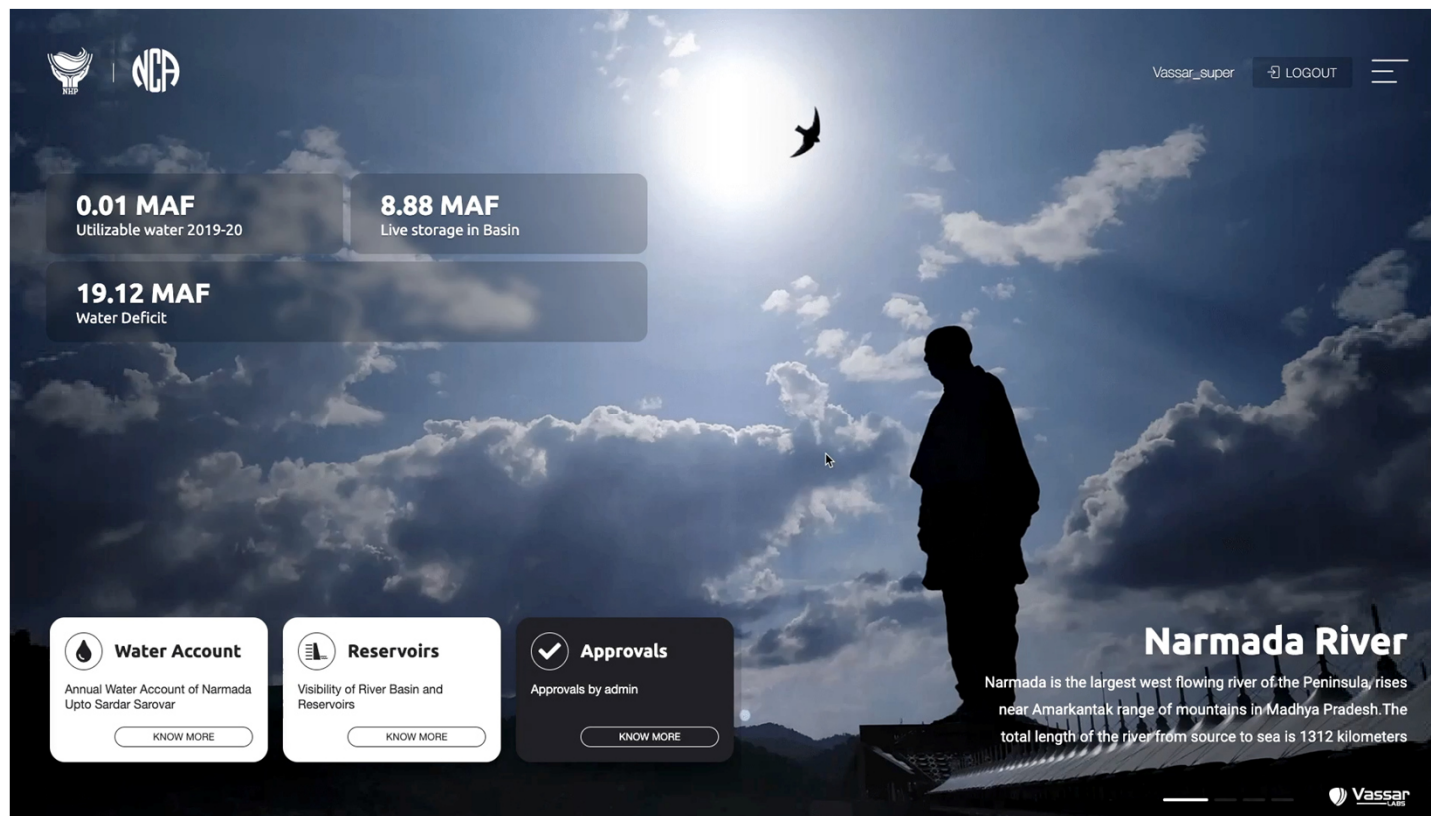 NHP
NCA
Vassar_super
LOGOUT
0.01 MAF
Utilizable water 2019-20
8.88 MAF
Live storage in Basin
19.12 MAF
Water Deficit
Water Account
Annual Water Account of Narmada
Upto Sardar Sarovar
KNOW MORE
Reservoirs
Visibility of River Basin and
Reservoirs
KNOW MORE
Approvals
Approvals by admin
KNOW MORE
Narmada River
Narmada is the largest west flowing river of the Peninsula, rises
near Amarkantak range of mountains in Madhya Pradesh.The
total length of the river from source to sea is 1312 kilometers
Vassar
LABS